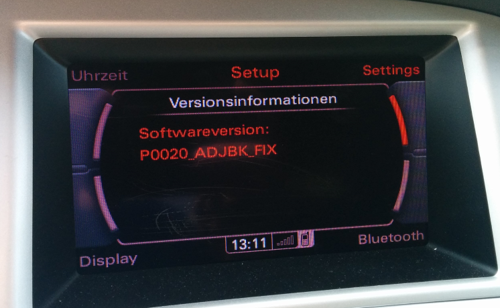 Uhrzeit Setup Settings
Versionsinformationen
Softwareversion:
P0020_ADJBK_FIX
13:11
Display Bluetooth